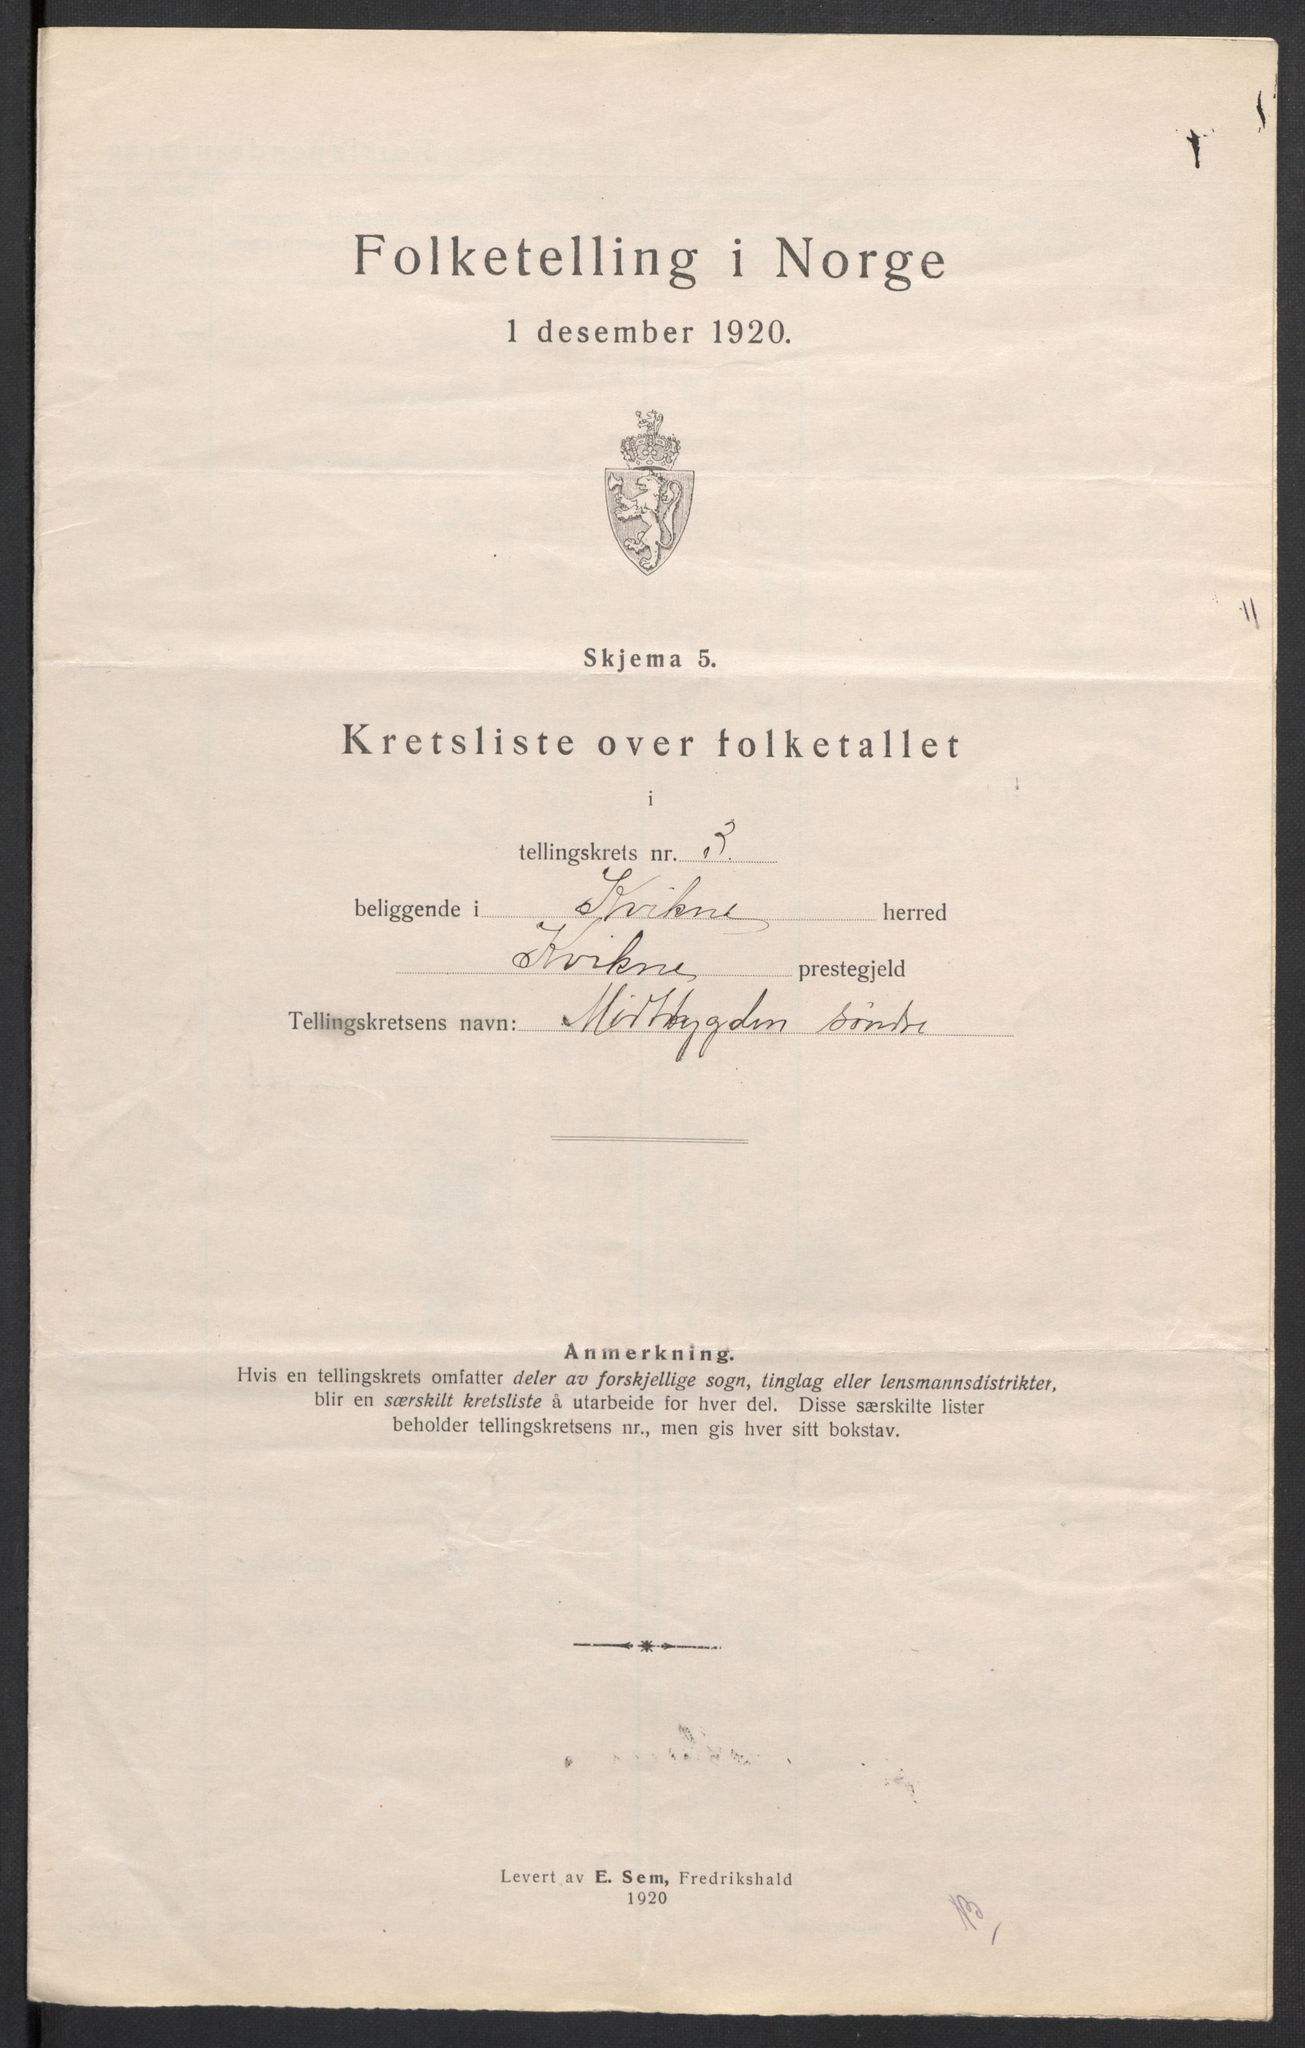 Folketelling i Norge
1 desember 1920.
Skjema 5.
Kretsliste over folketallet
i
tellingskrets nr. 3.
beliggende i Kvikne herred
Kvikne prestegjeld
Tellingskretsens navn: Midtbygden søndre
Anmerkning.
Hvis en tellingskrets omfatter deler av forskjellige sogn, tinglag eller lensmannsdistrikter,
blir en særskilt kretsliste å utarbeide for hver del. Disse særskilte lister
beholder tellingskretsens nr., men gis hver sitt bokstav.
Levert av E. Sem, Fredrikshald
1920